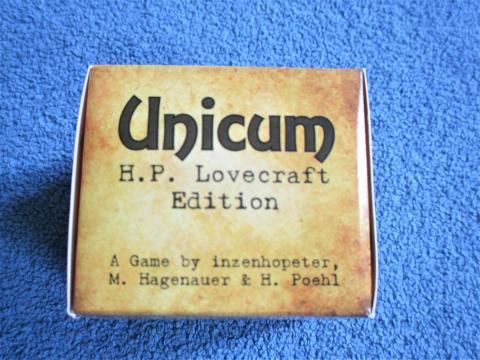 Unicum
H.P. Lovecraft
Edition
A Game by inzenhopeter,
M. Hagenauer & H. Poehl